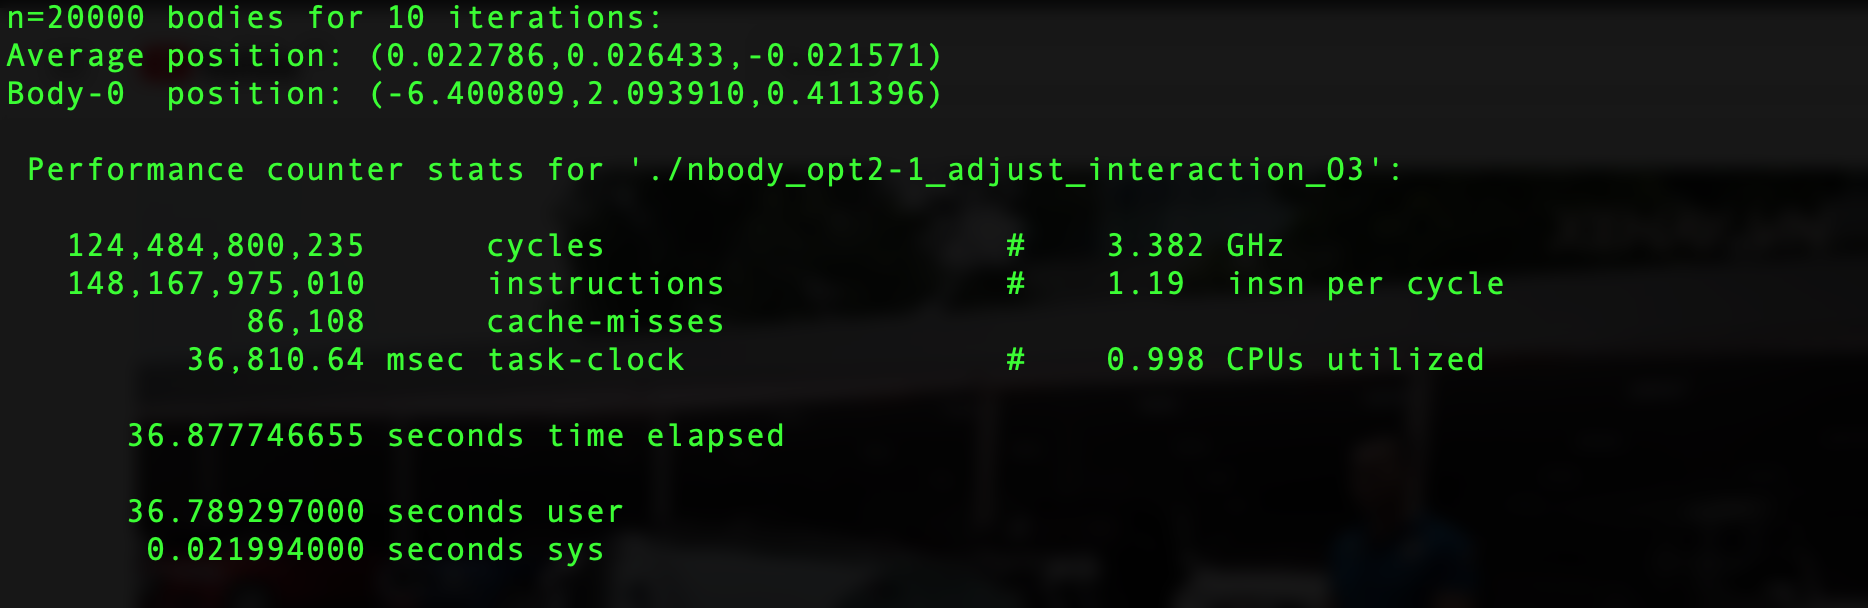 n=20000 bodies for 10 iterations:
Average position: (0.022786,0.026433,-0.021571)
Body-0  position: (-6.400809,2.093910,0.411396)
Performance counter stats for './nbody_opt2-1_adjust_interaction_O3':
124,484,800,235      cycles                    #    3.382 GHz
148,167,975,010      instructions              #    1.19  insn per cycle
86,108      cache-misses
36,810.64 msec task-clock                #    0.998 CPUs utilized
36.877746655 seconds time elapsed
36.789297000 seconds user
0.021994000 seconds sys